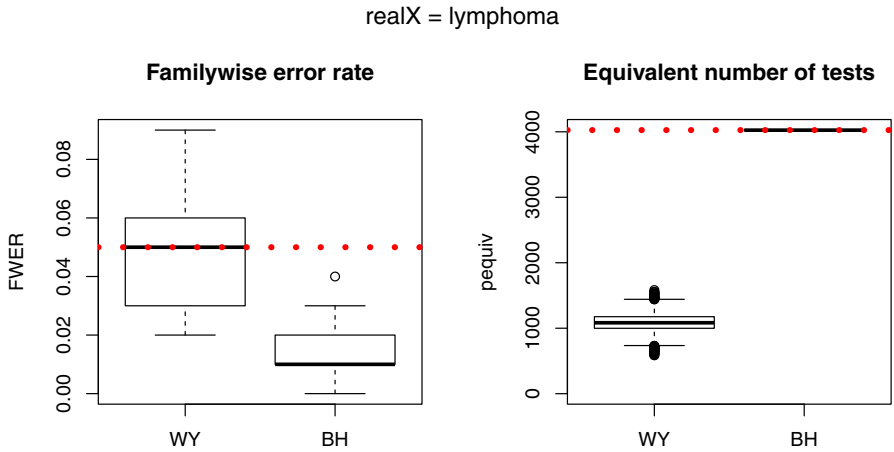 realX = lymphoma
Familywise error rate
FWER
0.08
0.06
0.04
0.02
0.00
WY
BH
Equivalent number of tests
pequiv
4000
3000
2000
1000
0
WY
BH